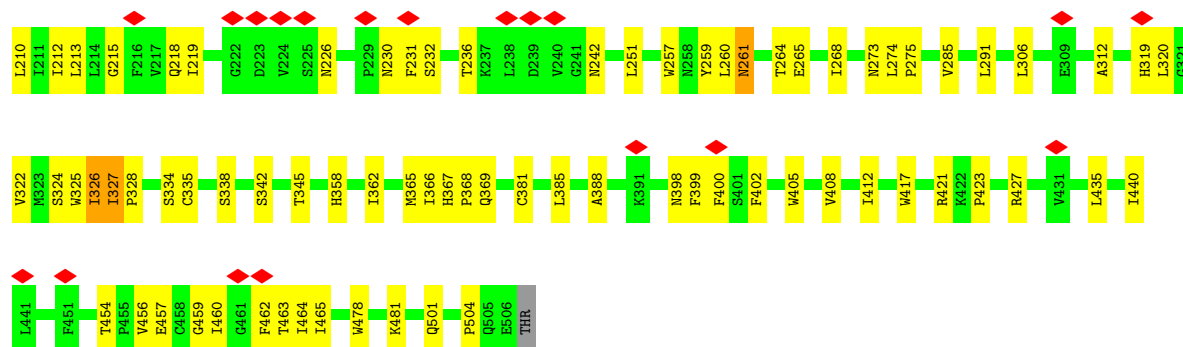 L210 I211 I212 L213 L214 G215 F216 V217 Q218 I219 G222 D223 V224 S225 N226 P229 N230 F231 S232 T236 K237 L238 D239 V240 G241 N242 L251 W257 N258 Y259 L260 N261 T264 E265 I268 N273 L274 P275 V285 L291 L306 E309 A312 H319 L320 G321
V322 M323 S324 W325 I326 I327 P328 S334 C335 S338 S342 T345 H358 I362 M365 I366 H367 P368 Q369 C381 L385 A388 K391 N398 F399 F400 S401 F402 W405 V408 I412 W417 R421 K422 P423 R427 V431 L435 I440
L441 F451 T454 P455 V456 E457 C458 G459 I460 G461 F462 T463 I464 I465 W478 K481 Q501 P504 Q505 E506 THR